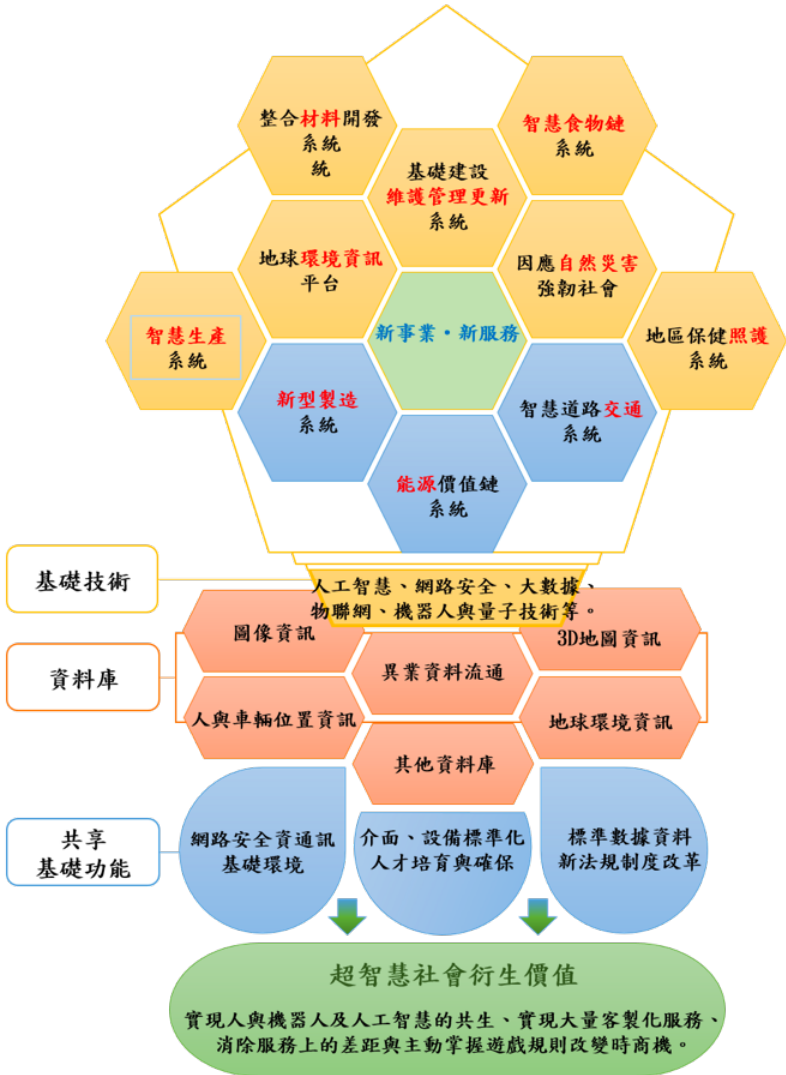 整合材料開發
系統
統
智慧食物鏈
系統
基礎建設
維護管理更新
系統
地球環境資訊
平台
因應自然災害
強韌社會
智慧生產
系統
新事業·新服務
地區保健照護
系統
新型製造
系統
智慧道路交通
系統
能源價值鏈
系統
基礎技術
人工智慧、網路安全、大數據、
物聯網、機器人與量子技術等。
資料庫
圖像資訊
3D地圖資訊
異業資料流通
人與車輛位置資訊
地球環境資訊
其他資料庫
共享
基礎功能
網路安全資通訊
基礎環境
介面、設備標準化
人才培育與確保
標準數據資料
新法規制度改革
超智慧社會衍生價值
實現人與機器人及人工智慧的共生、實現大量客製化服務、
消除服務上的差距與主動掌握遊戲規則改變時商機。